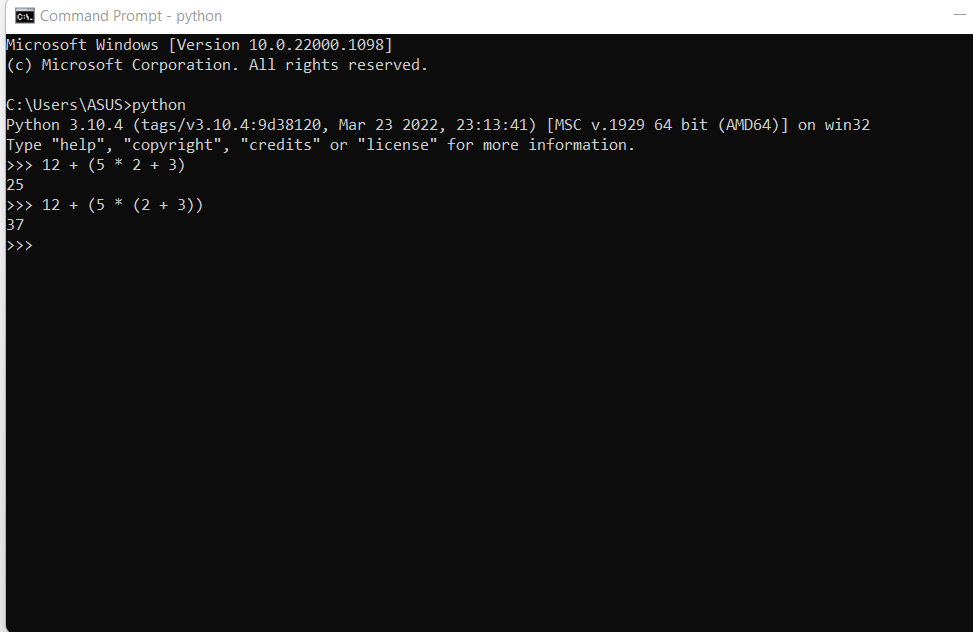 Command Prompt - python
Microsoft Windows [Version 10.0.22000.1098]
(c) Microsoft Corporation. All rights reserved.
C:\Users\ASUS>python
Python 3.10.4 (tags/v3.10.4:9d38120, Mar 23 2022, 23:13:41) [MSC v.1929 64 bit (AMD64)] on win32
Type "help", "copyright", "credits" or "license" for more information.
>>> 12 + (5 * 2 + 3)
25
>>> 12 + (5 * (2 + 3))
37
>>>